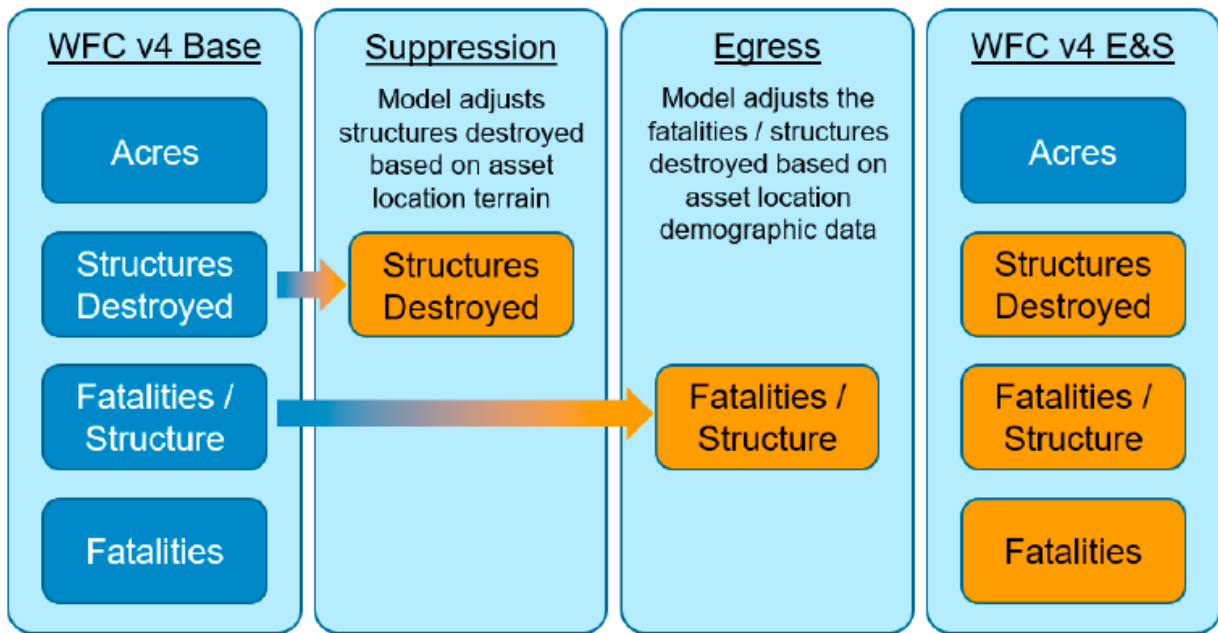 WFC v4 Base
Acres
Structures
Destroyed
Fatalities /
Structure
Fatalities
Suppression
Model adjusts
structures destroyed
based on asset
location terrain
Structures
Destroyed
Egress
Model adjusts the
fatalities / structures
destroyed based on
asset location
demographic data
Fatalities /
Structure
WFC v4 E&S
Acres
Structures
Destroyed
Fatalities /
Structure
Fatalities